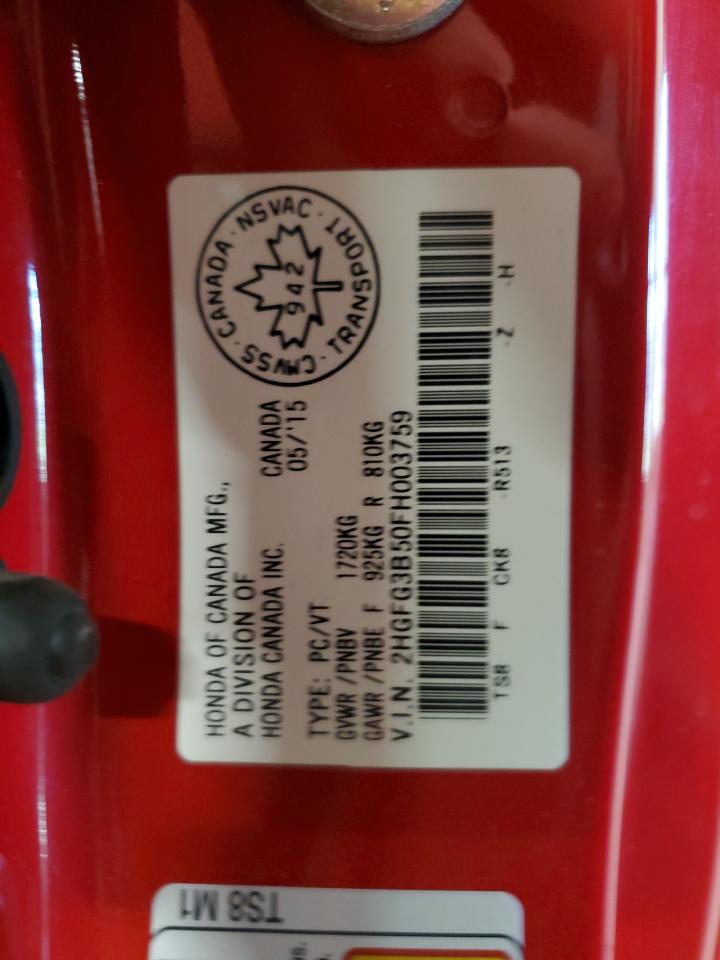 HONDA OF CANADA MFG.,
A DIVISION OF
HONDA CANADA INC. CANADA
05/'15
TYPE: PC/VT
GVWR /PNBV 1720KG
GAWR /PNBE F 925KG R 810KG
V.I.N. 2HGFG3B50FH003759
TS8 F CK8 -R513 -Z -H
CMVSS · CANADA · NSVAC · TRANSPORT ·
942
TS8 M1